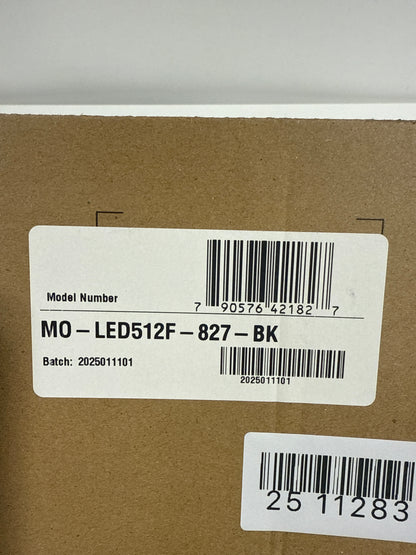 Model Number
7 90576 42182 7
MO-LED512F-827-BK
Batch: 2025011101
2025011101
25 11283